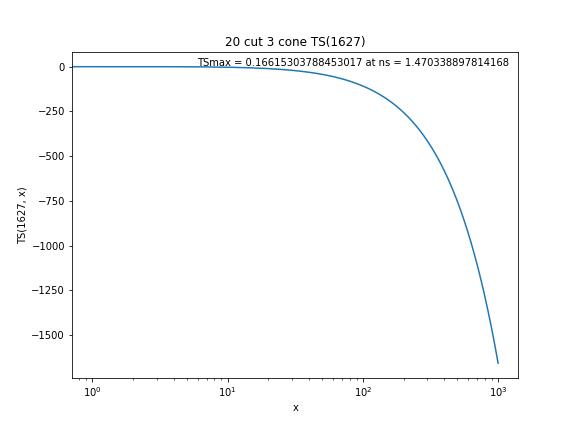 20 cut 3 cone TS(1627)
TSmax = 0.16615303788453017 at ns = 1.470338897814168
0
−250
−500
−750
−1000
−1250
−1500
TS(1627, x)
10⁰
10¹
10²
10³
x